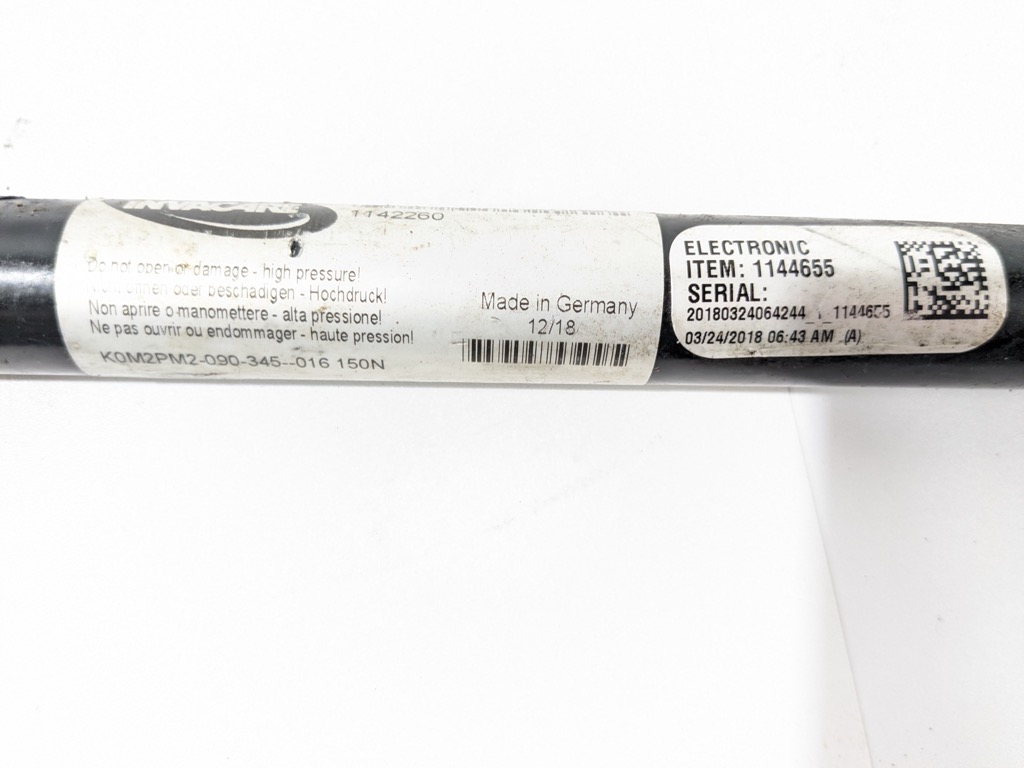 INVACARE
1142260
Do not open or damage - high pressure!
öffnen oder beschädigen - Hochdruck!
Non aprire o manomettere - alta pressione!
Ne pas ouvrir ou endommager - haute pression!
K0M2PM2-090-345--016 150N
Made in Germany
12/18
ELECTRONIC
ITEM: 1144655
SERIAL:
20180324064244 1144655
03/24/2018 06:43 AM (A)